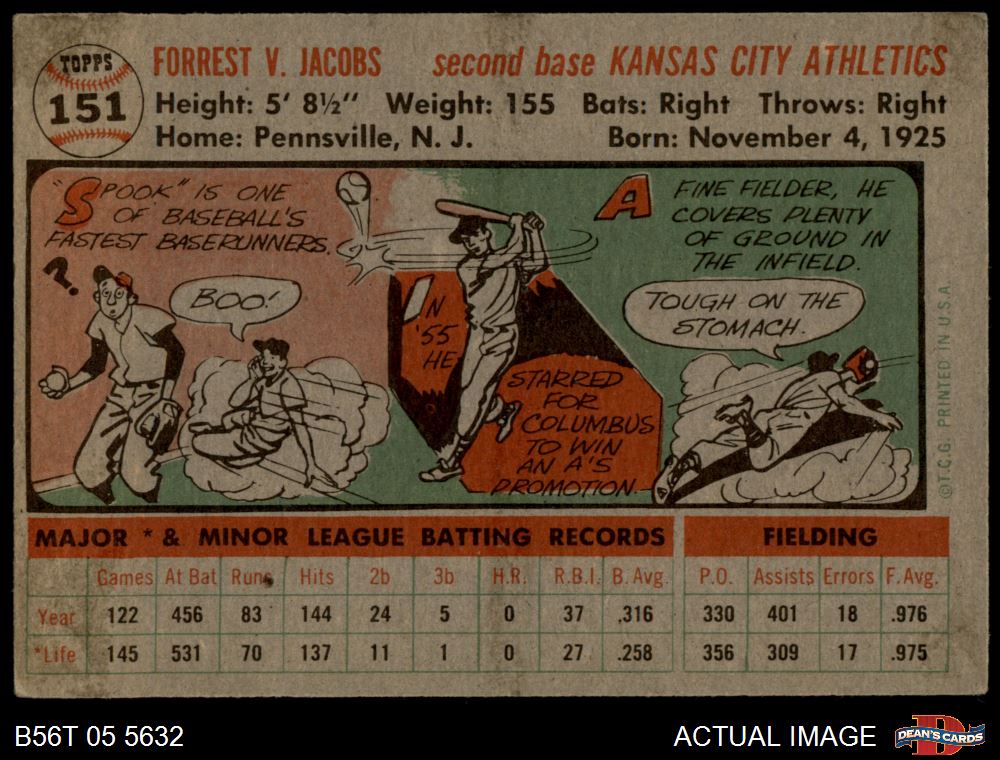 TOPPS
151
FORREST V. JACOBS second base KANSAS CITY ATHLETICS
Height: 5' 8½" Weight: 155 Bats: Right Throws: Right
Home: Pennsville, N. J. Born: November 4, 1925
"SPOOK" IS ONE
OF BASEBALL'S
FASTEST BASERUNNERS.
?
BOO!
IN
'55
HE
STARRED
FOR
COLUMBUS
TO WIN
AN A'S
PROMOTION.
A FINE FIELDER, HE
COVERS PLENTY
OF GROUND IN
THE INFIELD.
TOUGH ON THE
STOMACH.
©T.C.G. PRINTED IN U.S.A.
MAJOR * & MINOR LEAGUE BATTING RECORDS FIELDING
Games At Bat Runs Hits 2b 3b H.R. R.B.I. B. Avg. P.O. Assists Errors F. Avg.
Year 122 456 83 144 24 5 0 37 .316 330 401 18 .976
*Life 145 531 70 137 11 1 0 27 .258 356 309 17 .975
B56T 05 5632 ACTUAL IMAGE
D
DEAN'S CARDS